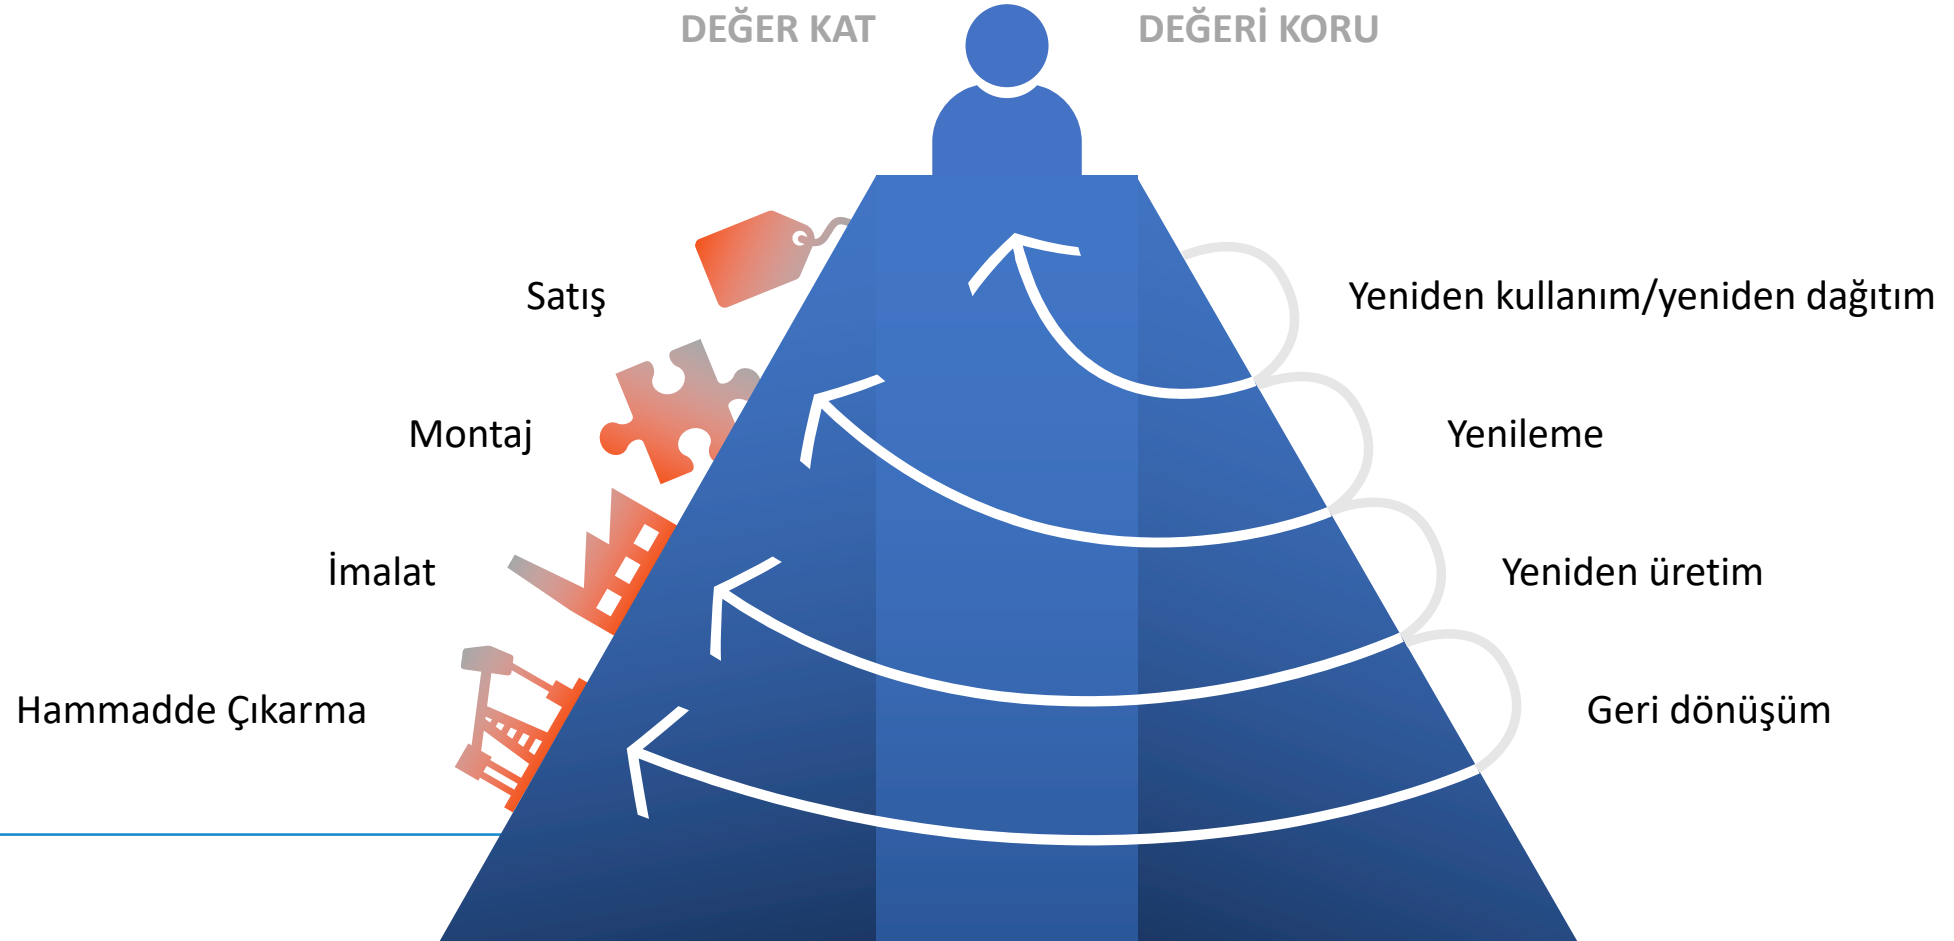 DEĞER KAT
DEĞERİ KORU
Satış
Yeniden kullanım/yeniden dağıtım
Montaj
Yenileme
İmalat
Yeniden üretim
Hammadde Çıkarma
Geri dönüşüm